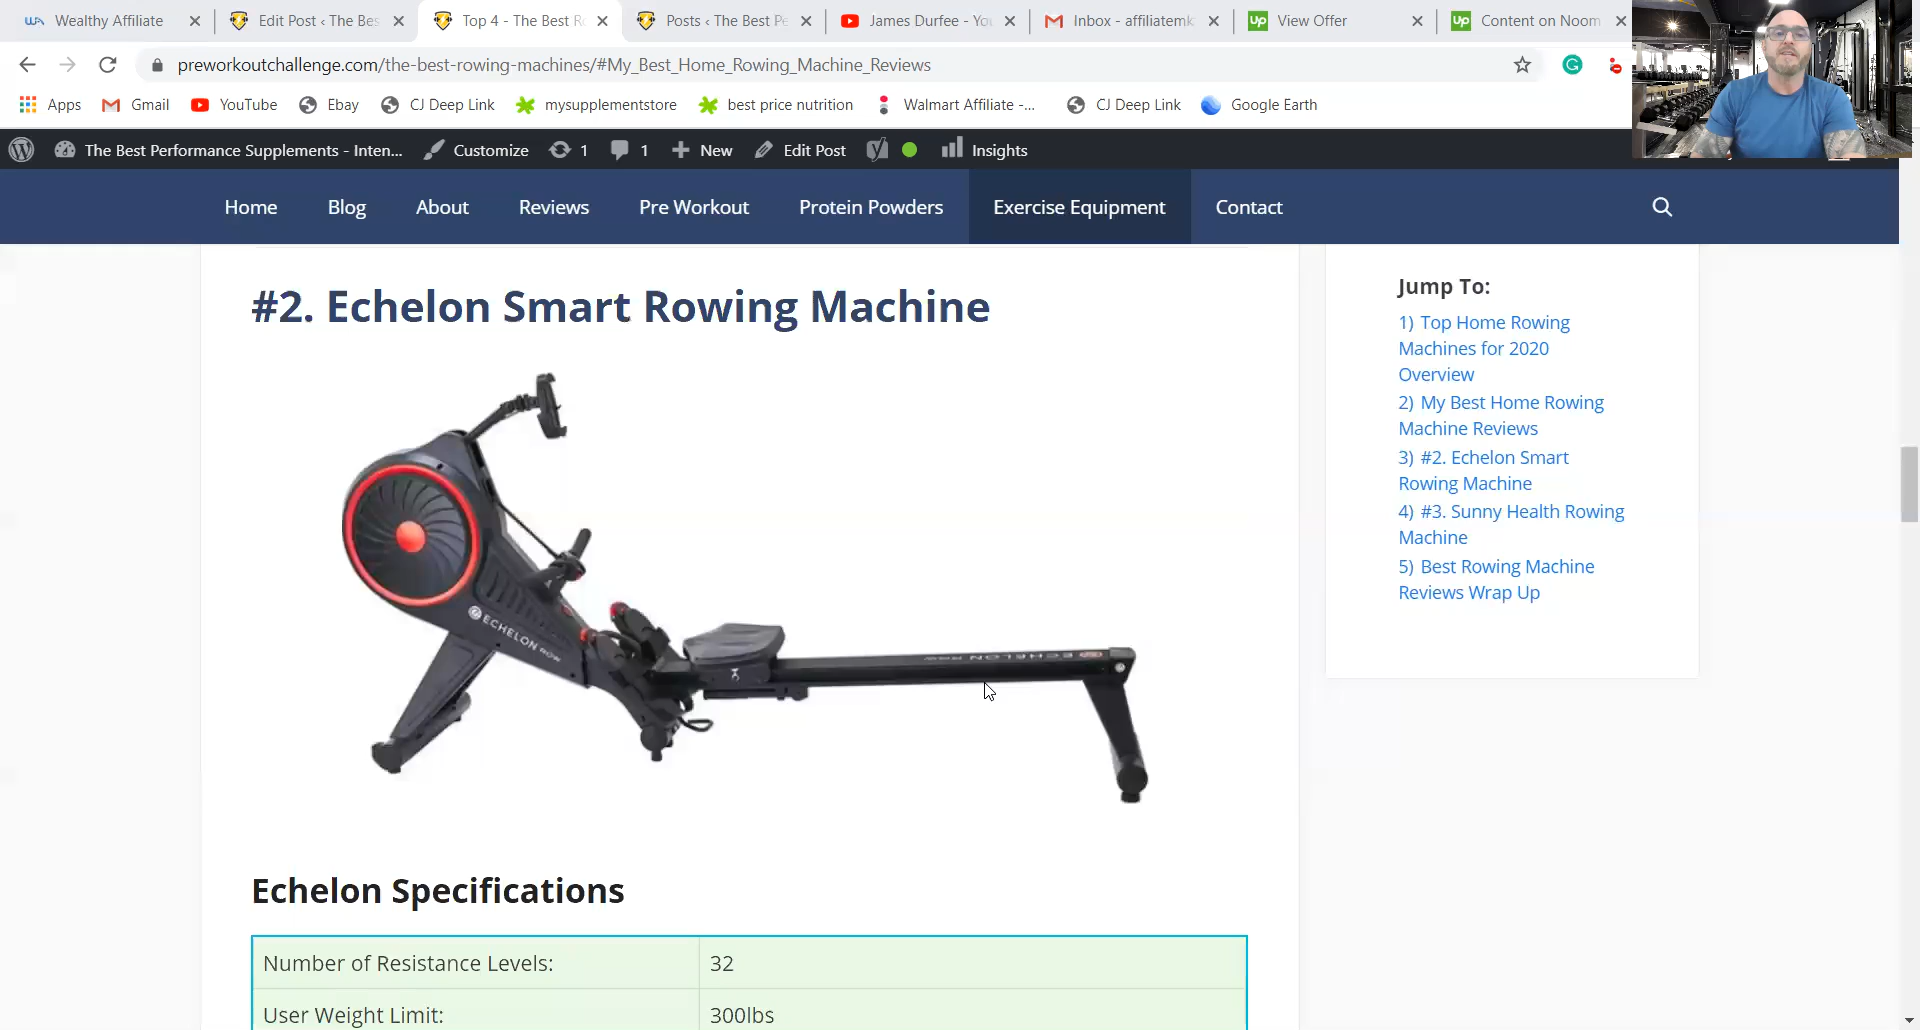 Wealthy Affiliate
Edit Post ‹ The Bes
Top 4 - The Best Ro
Posts ‹ The Best Pe
James Durfee - You
Inbox - affiliatemk
Up View Offer
Up Content on Noom
preworkoutchallenge.com/the-best-rowing-machines/#My_Best_Home_Rowing_Machine_Reviews
Apps
Gmail
YouTube
Ebay
CJ Deep Link
mysupplementstore
best price nutrition
Walmart Affiliate -...
CJ Deep Link
Google Earth
The Best Performance Supplements - Inten...
Customize
1
1
New
Edit Post
Insights
Home
Blog
About
Reviews
Pre Workout
Protein Powders
Exercise Equipment
Contact
#2. Echelon Smart Rowing Machine
ECHELON ROW
ECHELON ROW
Echelon Specifications
Number of Resistance Levels: 32
User Weight Limit: 300lbs
Jump To:
1) Top Home Rowing
Machines for 2020
Overview
2) My Best Home Rowing
Machine Reviews
3) #2. Echelon Smart
Rowing Machine
4) #3. Sunny Health Rowing
Machine
5) Best Rowing Machine
Reviews Wrap Up